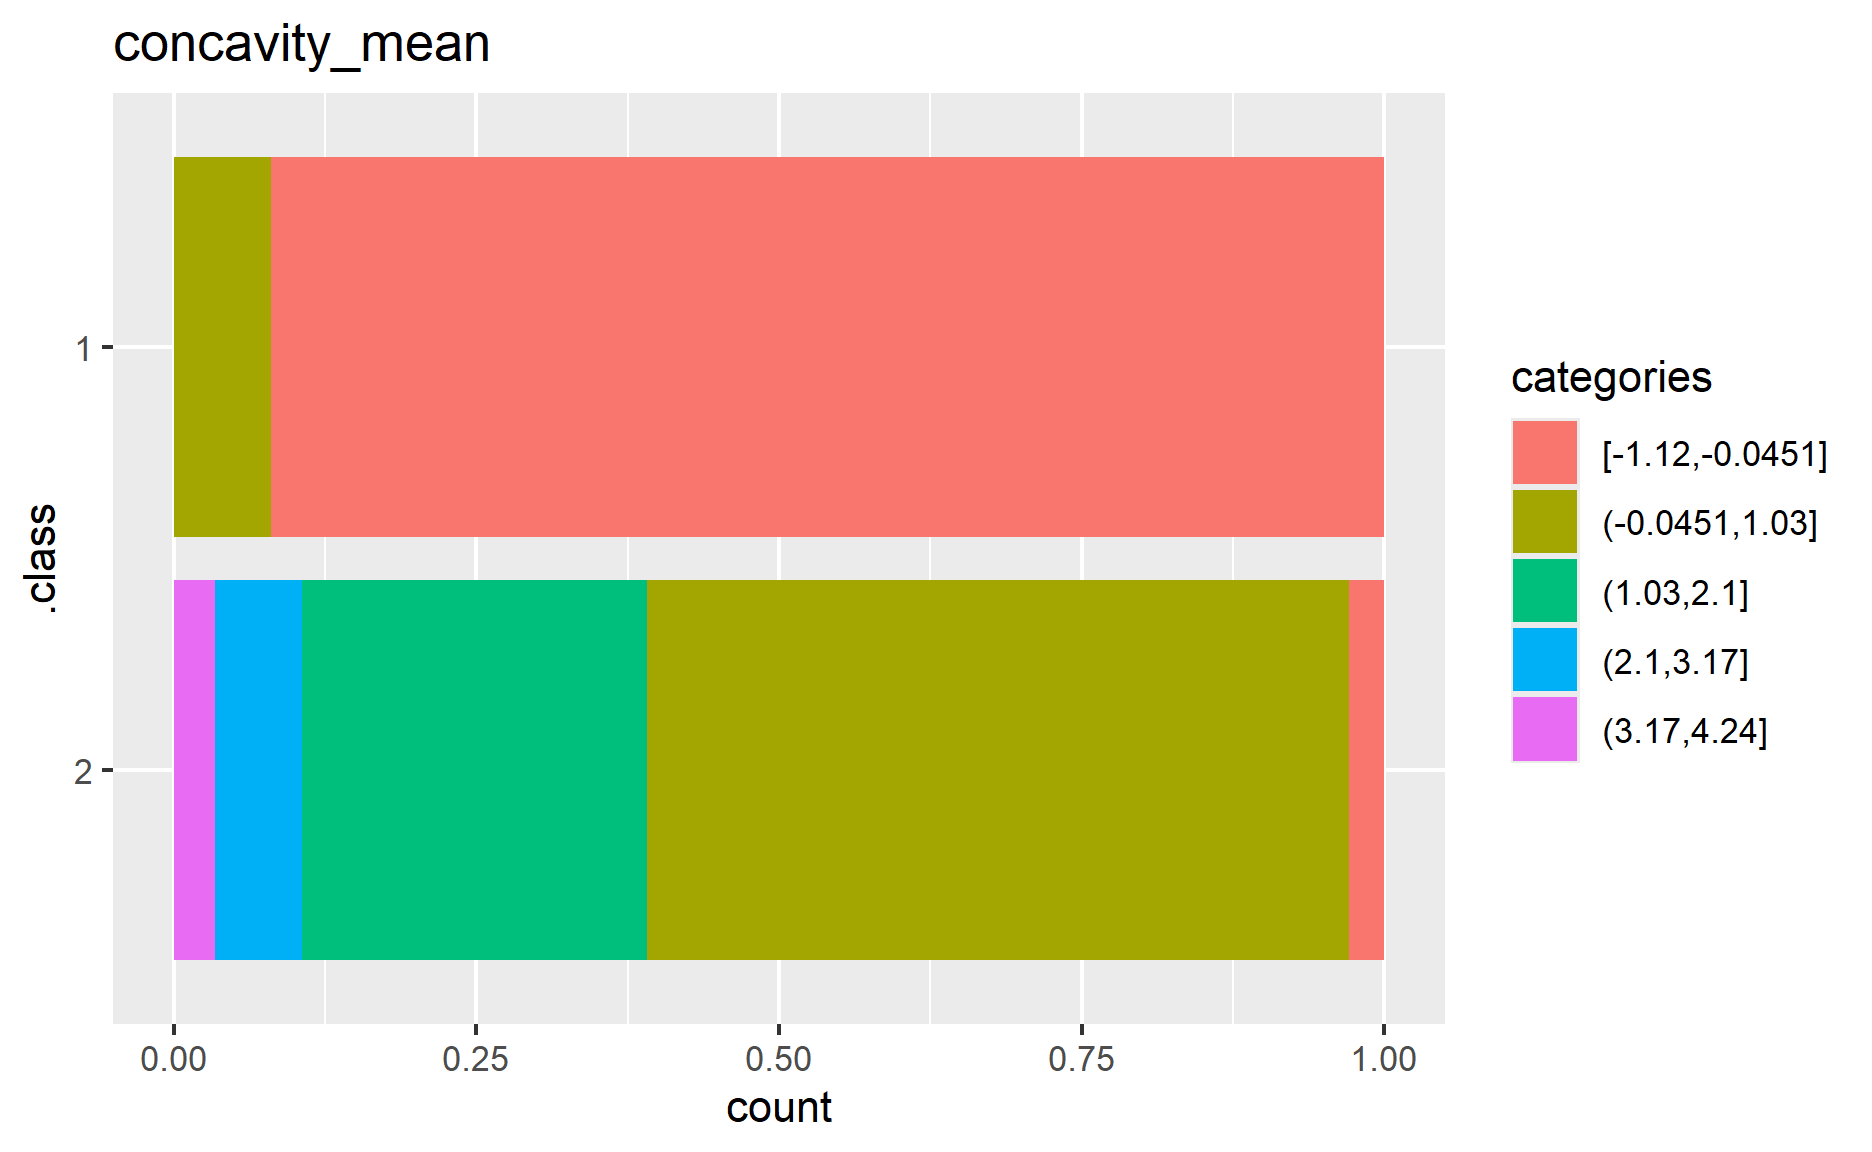 concavity_mean
.class
1
2
0.00 0.25 0.50 0.75 1.00
count
categories
[-1.12,-0.0451]
(-0.0451,1.03]
(1.03,2.1]
(2.1,3.17]
(3.17,4.24]